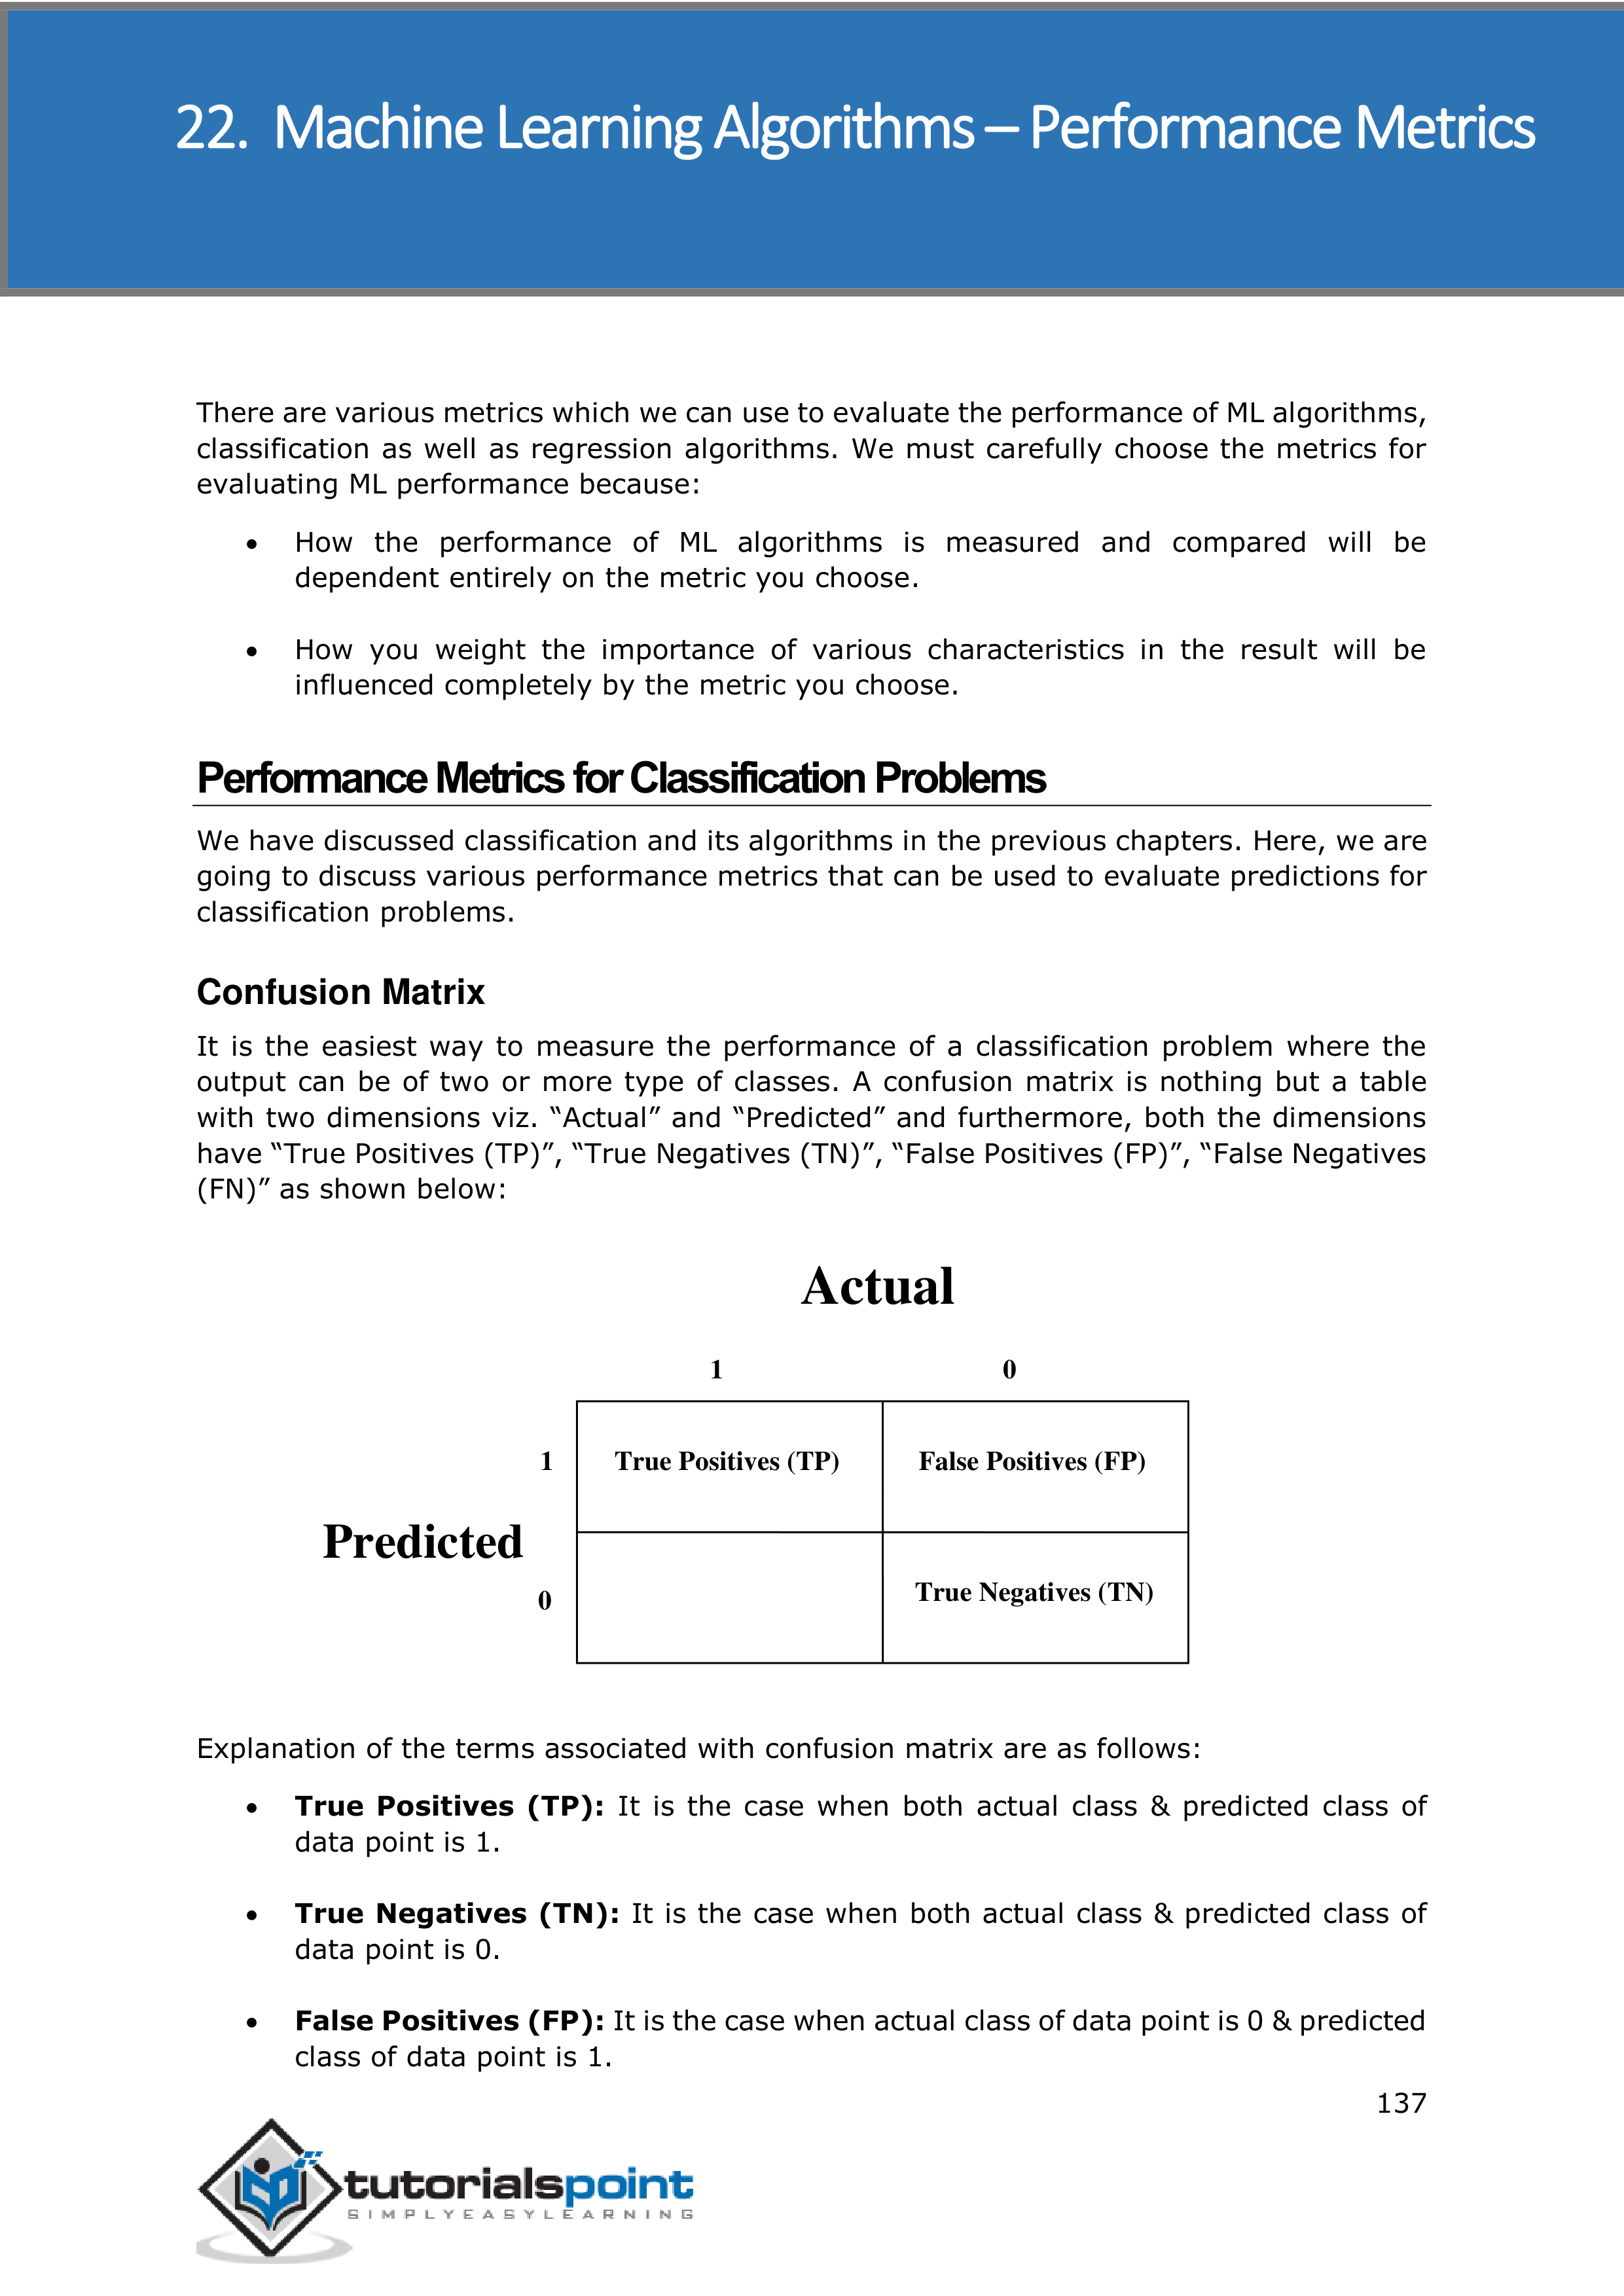 22. Machine Learning Algorithms – Performance Metrics
There are various metrics which we can use to evaluate the performance of ML algorithms,
classification as well as regression algorithms. We must carefully choose the metrics for
evaluating ML performance because:
• How the performance of ML algorithms is measured and compared will be
dependent entirely on the metric you choose.
• How you weight the importance of various characteristics in the result will be
influenced completely by the metric you choose.
Performance Metrics for Classification Problems
We have discussed classification and its algorithms in the previous chapters. Here, we are
going to discuss various performance metrics that can be used to evaluate predictions for
classification problems.
Confusion Matrix
It is the easiest way to measure the performance of a classification problem where the
output can be of two or more type of classes. A confusion matrix is nothing but a table
with two dimensions viz. “Actual” and “Predicted” and furthermore, both the dimensions
have “True Positives (TP)”, “True Negatives (TN)”, “False Positives (FP)”, “False Negatives
(FN)” as shown below:
Actual
1 0
1 True Positives (TP) False Positives (FP)
Predicted
0 True Negatives (TN)
Explanation of the terms associated with confusion matrix are as follows:
• True Positives (TP): It is the case when both actual class & predicted class of
data point is 1.
• True Negatives (TN): It is the case when both actual class & predicted class of
data point is 0.
• False Positives (FP): It is the case when actual class of data point is 0 & predicted
class of data point is 1.
137
tutorialspoint
SIMPLYEASYLEARNING